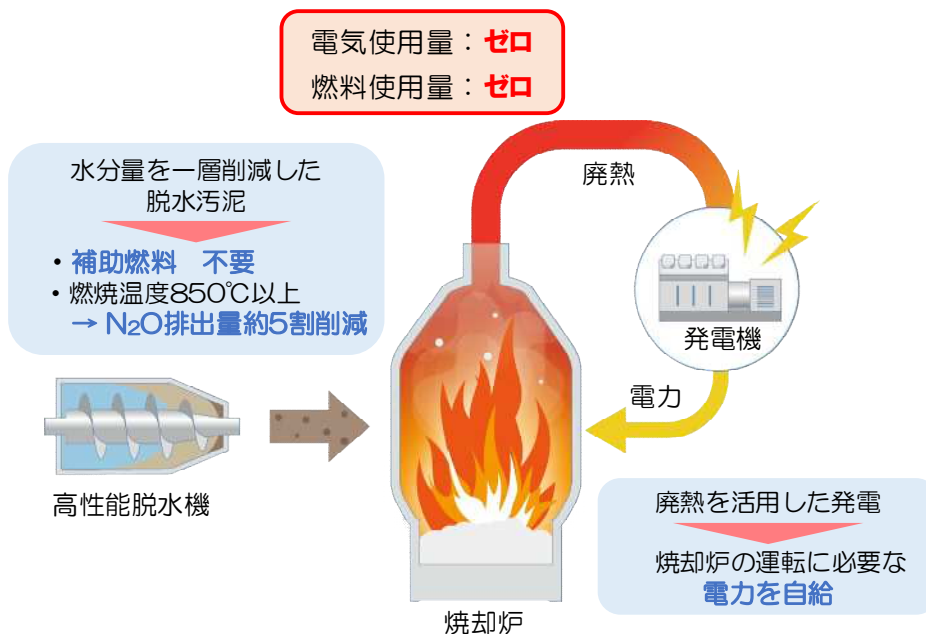 電気使用量：ゼロ
燃料使用量：ゼロ
水分量を一層削減した
脱水汚泥
・補助燃料　不要
・燃焼温度850℃以上
→ N₂O排出量約5割削減
高性能脱水機
廃熱
発電機
電力
焼却炉
廃熱を活用した発電
焼却炉の運転に必要な
電力を自給